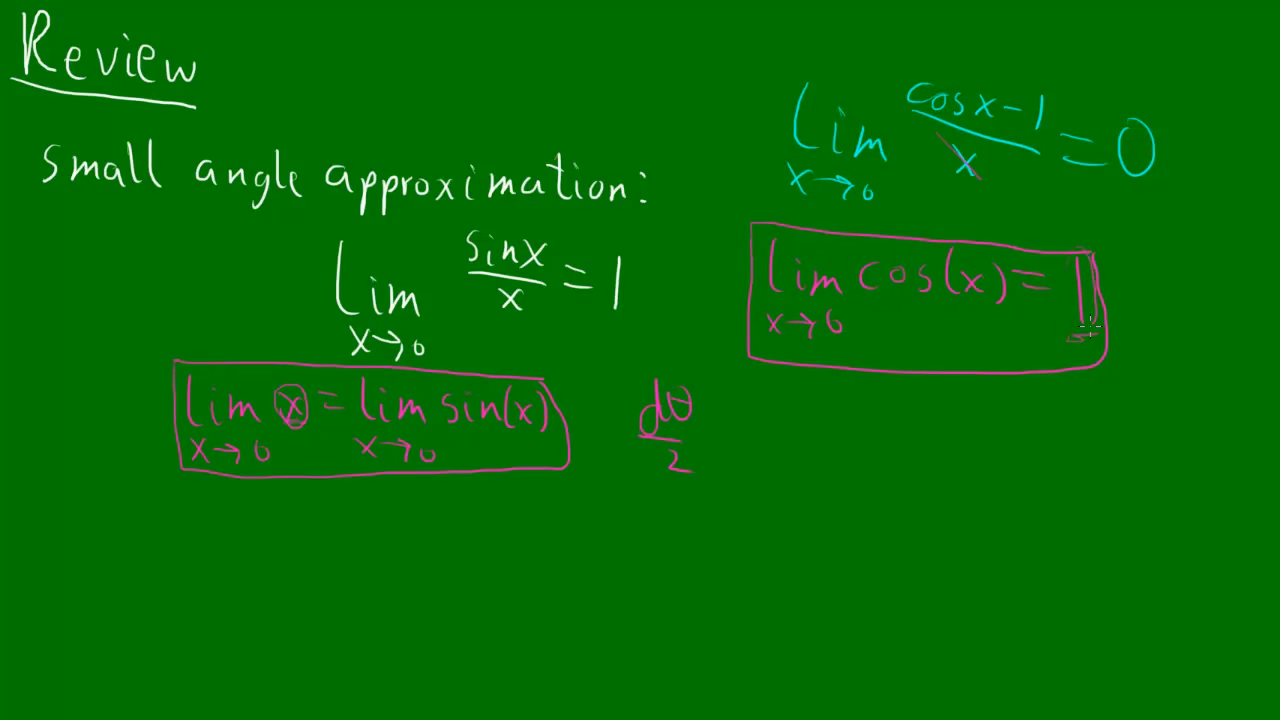 Review
small angle approximation:
lim x→0 sinx/x = 1
lim x→0 x = lim x→0 sin(x)
dθ/2
lim x→0 cosx-1/x = 0
lim x→0 cos(x) = 1